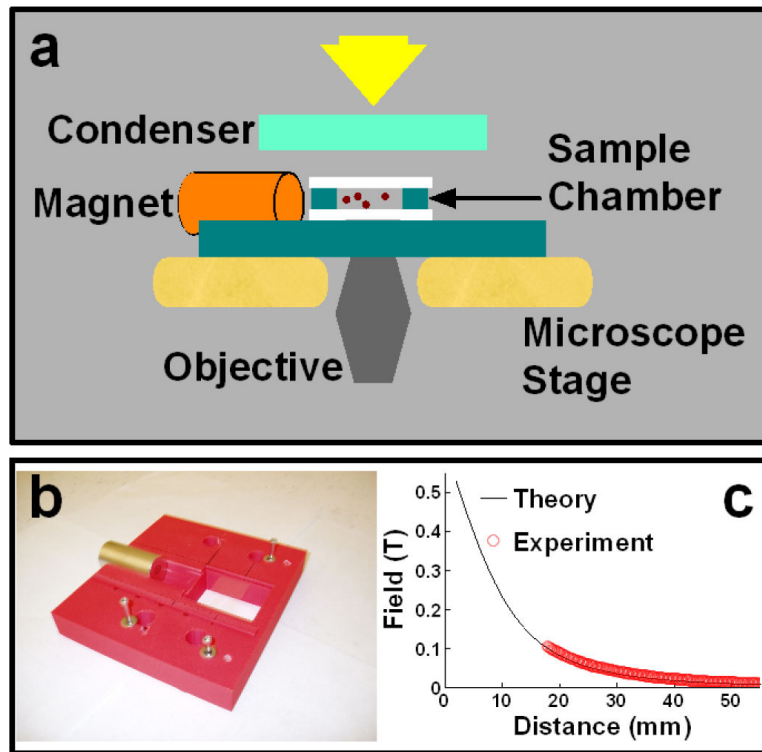 a
Condenser
Magnet
Sample
Chamber
Objective
Microscope
Stage
b
c
Theory
Experiment
Field (T)
0.5
0.4
0.3
0.2
0.1
0
0 10 20 30 40 50
Distance (mm)